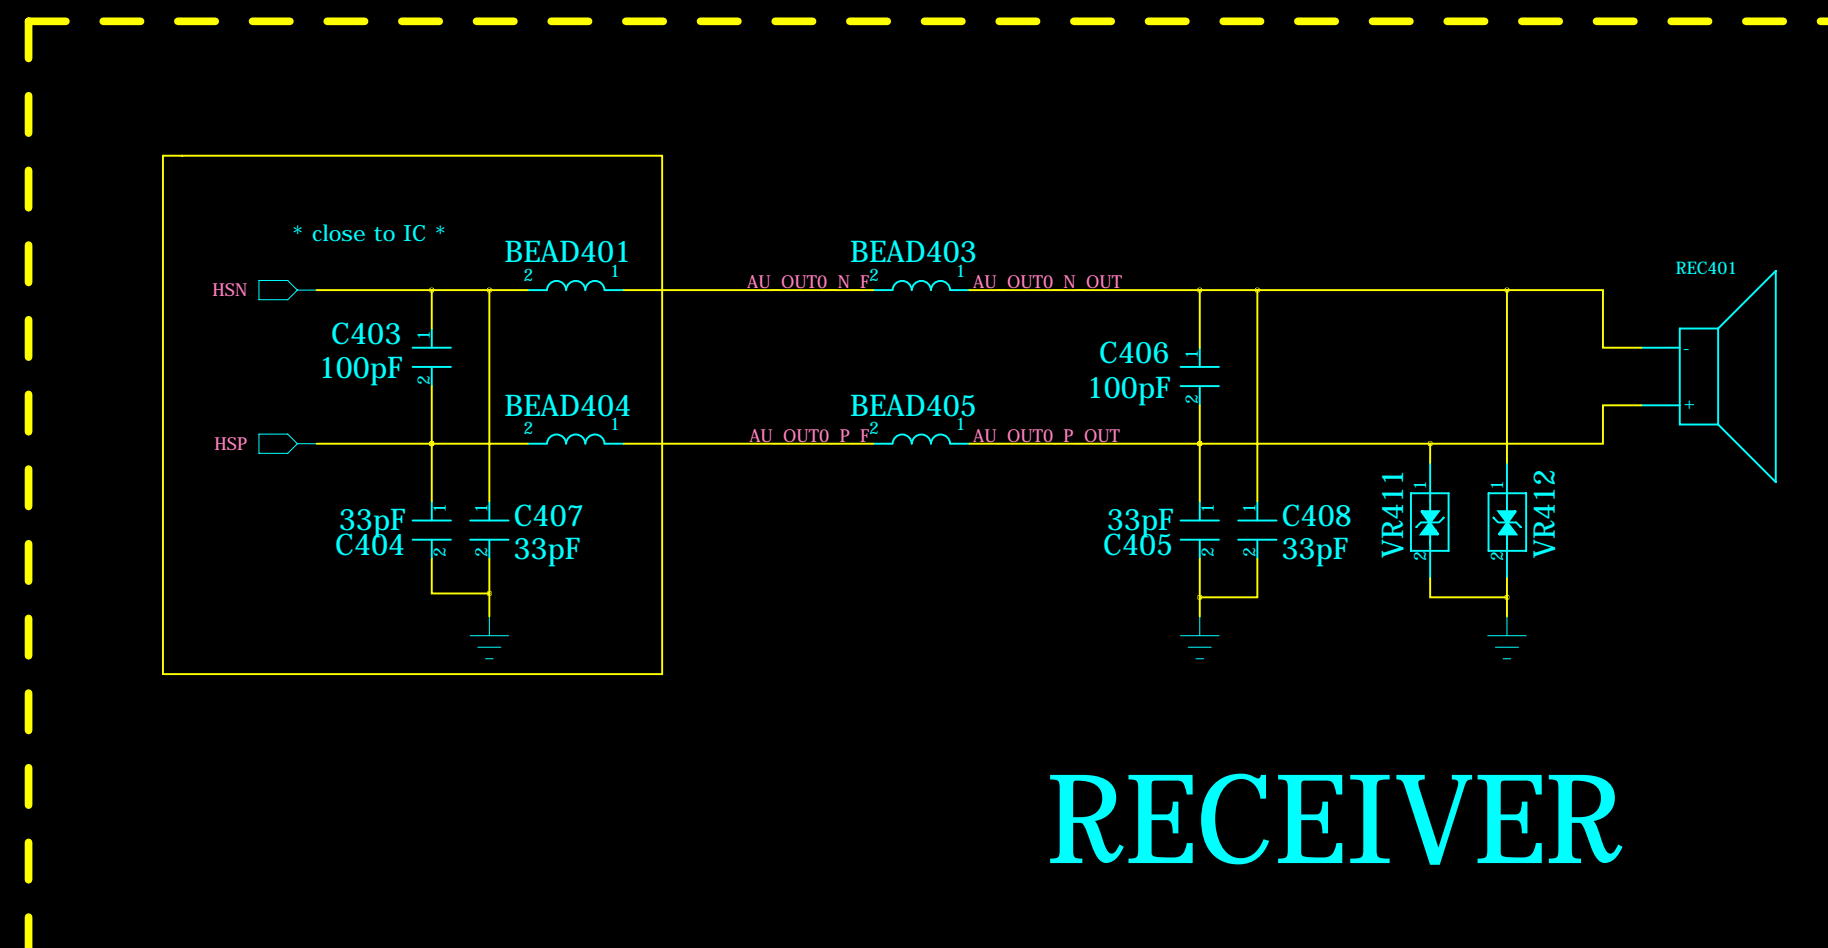 * close to IC *
BEAD401
2 1
BEAD403
2 1
REC401
HSN
AU_OUT0_N_F
AU_OUT0_N_OUT
C403
100pF
1
2
C406
100pF
1
2
-
+
BEAD404
2 1
BEAD405
2 1
HSP
AU_OUT0_P_F
AU_OUT0_P_OUT
33pF
C404
1
2
C407
33pF
1
2
33pF
C405
1
2
C408
33pF
1
2
VR411
1
2
VR412
1
2
RECEIVER